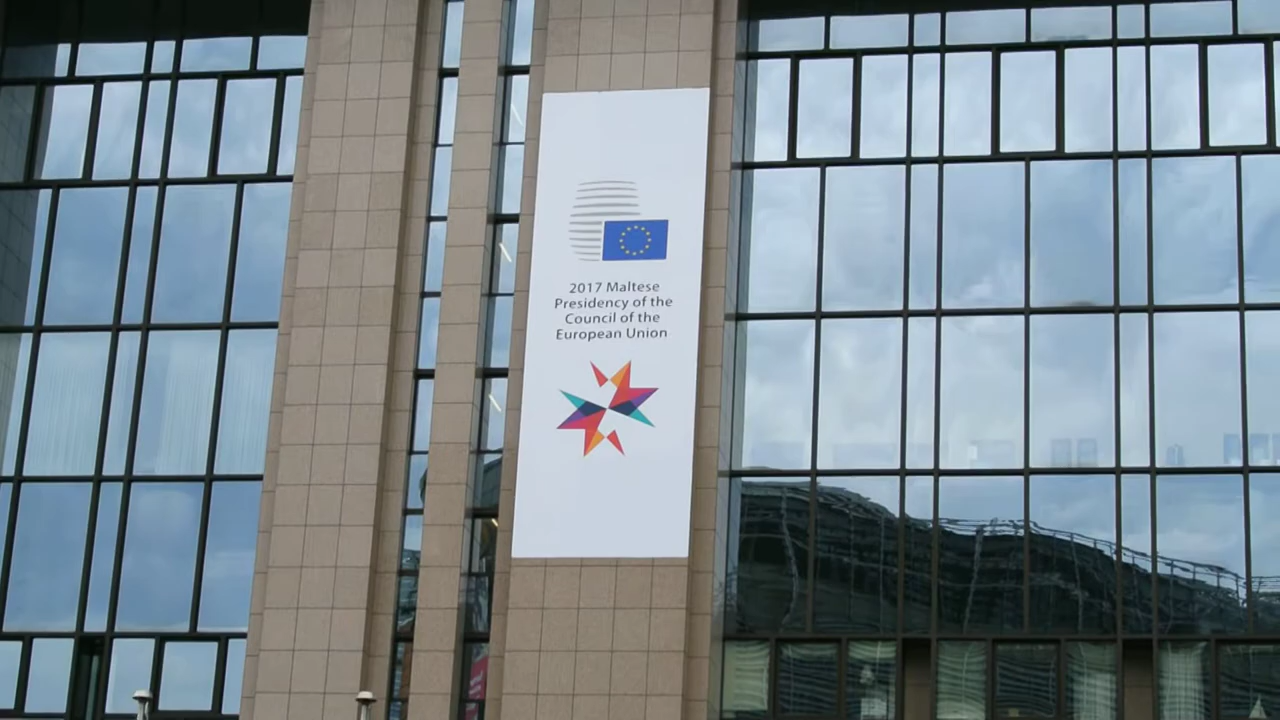 2017 Maltese
Presidency of the
Council of the
European Union